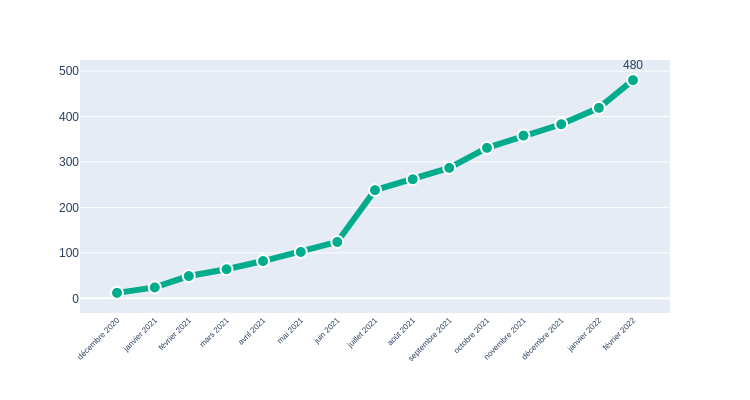 480
500
400
300
200
100
0
décembre 2020
janvier 2021
février 2021
mars 2021
avril 2021
mai 2021
juin 2021
juillet 2021
août 2021
septembre 2021
octobre 2021
novembre 2021
décembre 2021
janvier 2022
février 2022